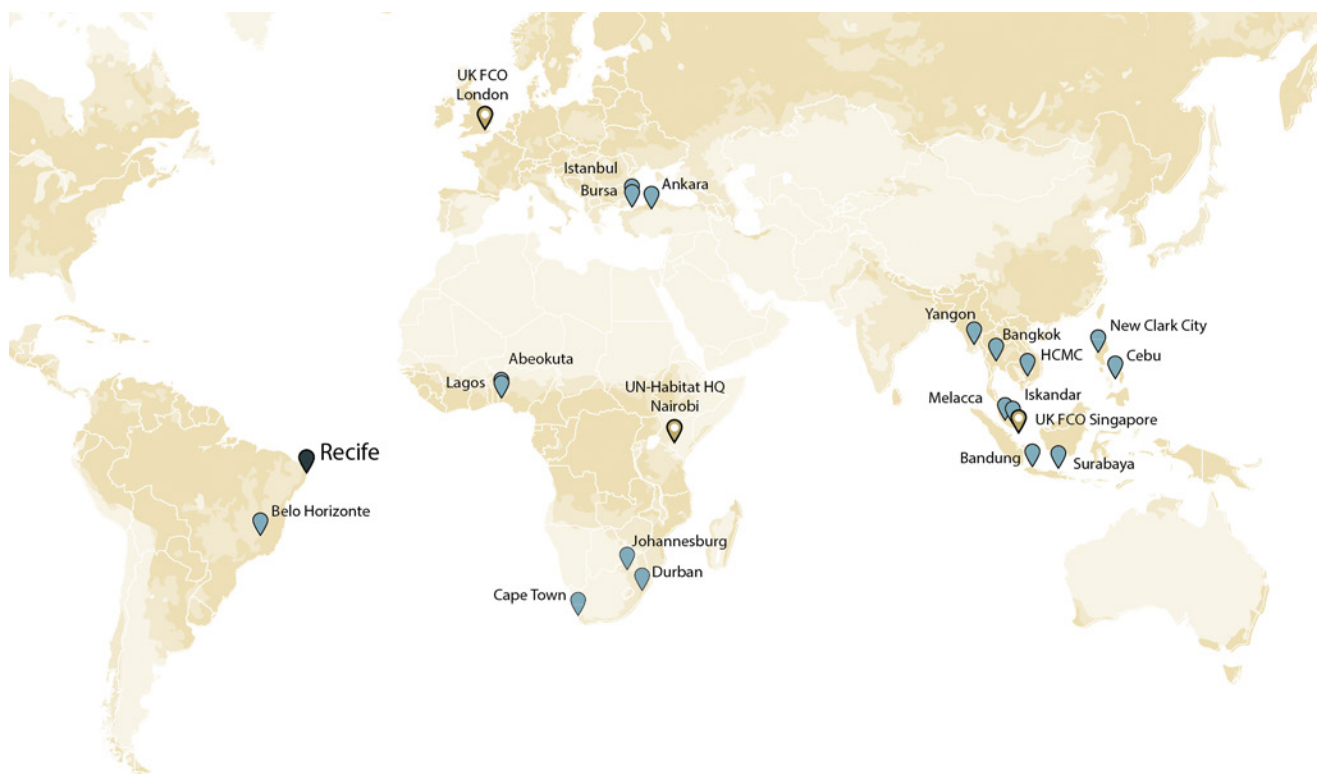 UK FCO
London
Istanbul
Bursa
Ankara
Yangon
Bangkok
HCMC
New Clark City
Cebu
Abeokuta
Lagos
UN-Habitat HQ
Nairobi
Melacca
Iskandar
UK FCO Singapore
Bandung
Surabaya
Recife
Belo Horizonte
Johannesburg
Durban
Cape Town